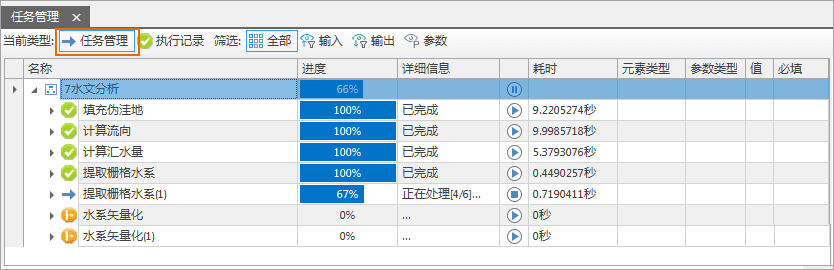 任务管理 ×
当前类型: 任务管理 执行记录 筛选: 全部 输入 输出 参数
名称 进度 详细信息 耗时 元素类型 参数类型 值 必填
7水文分析 66%
填充伪洼地 100% 已完成 9.2205274秒
计算流向 100% 已完成 9.9985718秒
计算汇水量 100% 已完成 5.3793076秒
提取栅格水系 100% 已完成 0.4490257秒
提取栅格水系(1) 67% 正在处理[4/6]... 0.7190411秒
水系矢量化 0% ... 0秒
水系矢量化(1) 0% ... 0秒